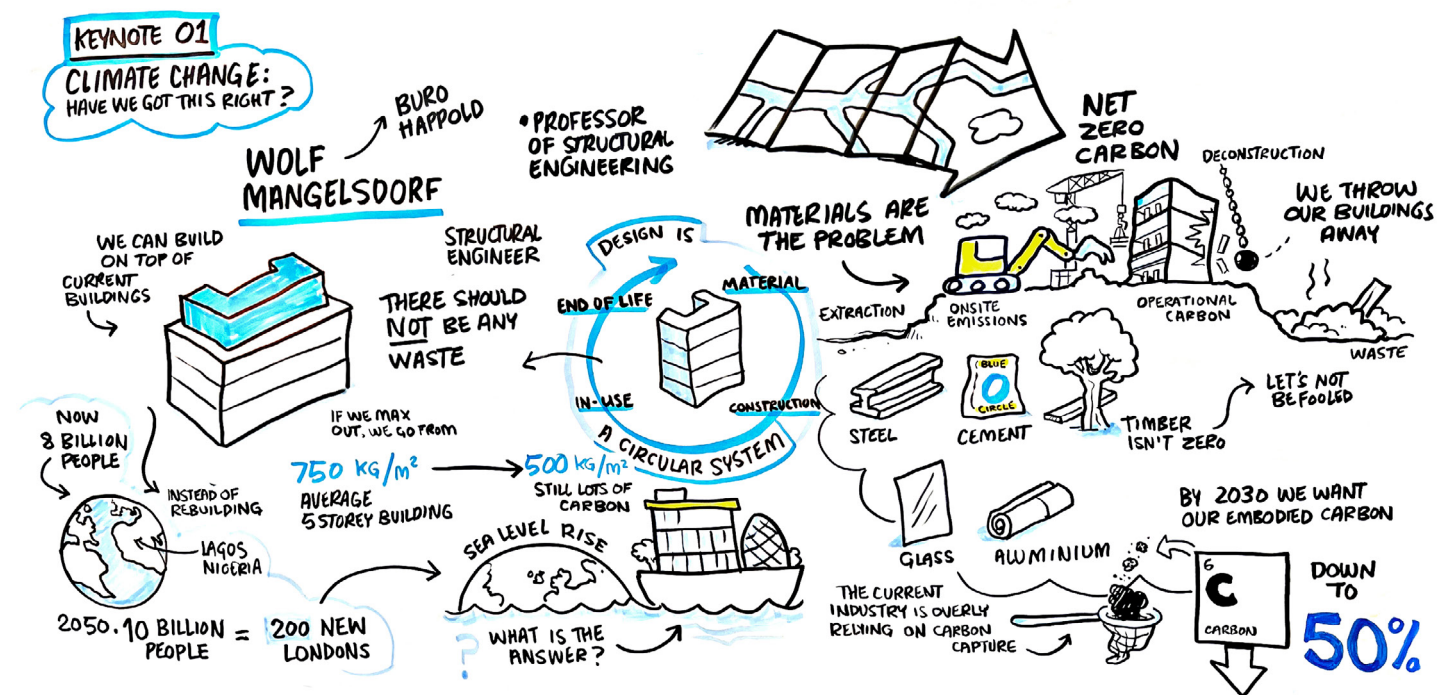 KEYNOTE 01
CLIMATE CHANGE:
HAVE WE GOT THIS RIGHT?
WOLF
MANGELSDORF
BURO
HAPPOLD
• PROFESSOR
OF STRUCTURAL
ENGINEERING
STRUCTURAL
ENGINEER
WE CAN BUILD
ON TOP OF
CURRENT
BUILDINGS
THERE SHOULD
NOT BE ANY
WASTE
DESIGN IS
A CIRCULAR SYSTEM
MATERIAL
CONSTRUCTION
IN-USE
END OF LIFE
IF WE MAX
OUT, WE GO FROM
750 KG/m²
AVERAGE
5 STOREY BUILDING
500 KG/m²
STILL LOTS OF
CARBON
NOW
8 BILLION
PEOPLE
INSTEAD OF
REBUILDING
LAGOS
NIGERIA
2050. 10 BILLION
PEOPLE
=
200 NEW
LONDONS
SEA LEVEL RISE
?
WHAT IS THE
ANSWER?
NET
ZERO
CARBON
MATERIALS ARE
THE PROBLEM
DECONSTRUCTION
WE THROW
OUR BUILDINGS
AWAY
EXTRACTION
ONSITE
EMISSIONS
OPERATIONAL
CARBON
WASTE
STEEL
BLUE
CIRCLE
CEMENT
TIMBER
ISN'T ZERO
LET'S NOT
BE FOOLED
GLASS
ALUMINIUM
THE CURRENT
INDUSTRY IS OVERLY
RELYING ON CARBON
CAPTURE
BY 2030 WE WANT
OUR EMBODIED CARBON
6
C
CARBON
DOWN
TO
50%